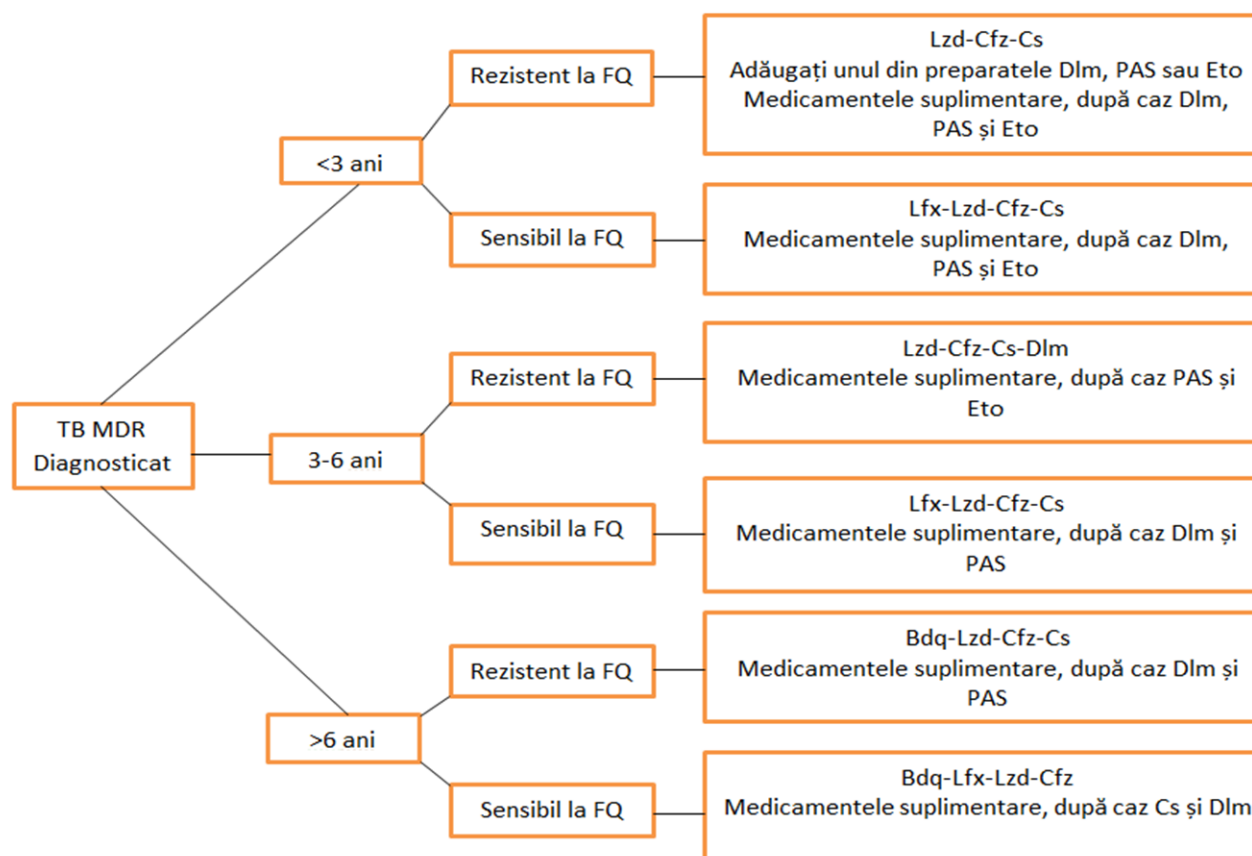 TB MDR
Diagnosticat
<3 ani
Rezistent la FQ
Lzd-Cfz-Cs
Adăugați unul din preparatele Dlm, PAS sau Eto
Medicamentele suplimentare, după caz Dlm,
PAS și Eto
Sensibil la FQ
Lfx-Lzd-Cfz-Cs
Medicamentele suplimentare, după caz Dlm,
PAS și Eto
3-6 ani
Rezistent la FQ
Lzd-Cfz-Cs-Dlm
Medicamentele suplimentare, după caz PAS și
Eto
Sensibil la FQ
Lfx-Lzd-Cfz-Cs
Medicamentele suplimentare, după caz Dlm și
PAS
>6 ani
Rezistent la FQ
Bdq-Lzd-Cfz-Cs
Medicamentele suplimentare, după caz Dlm și
PAS
Sensibil la FQ
Bdq-Lfx-Lzd-Cfz
Medicamentele suplimentare, după caz Cs și Dlm